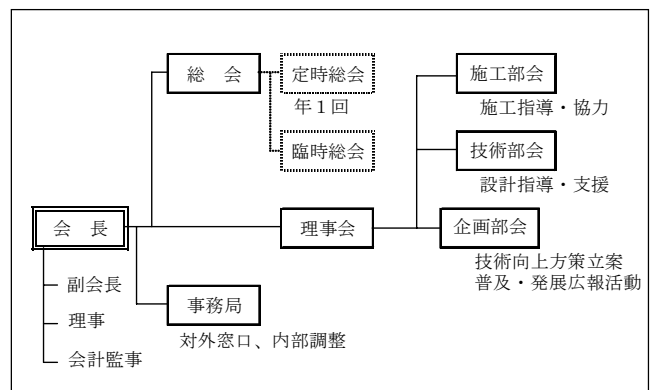 総　会
定時総会
年１回
臨時総会
施工部会
施工指導・協力
技術部会
設計指導・支援
会　長
理事会
企画部会
技術向上方策立案
普及・発展広報活動
副会長
理事
会計監事
事務局
対外窓口、内部調整